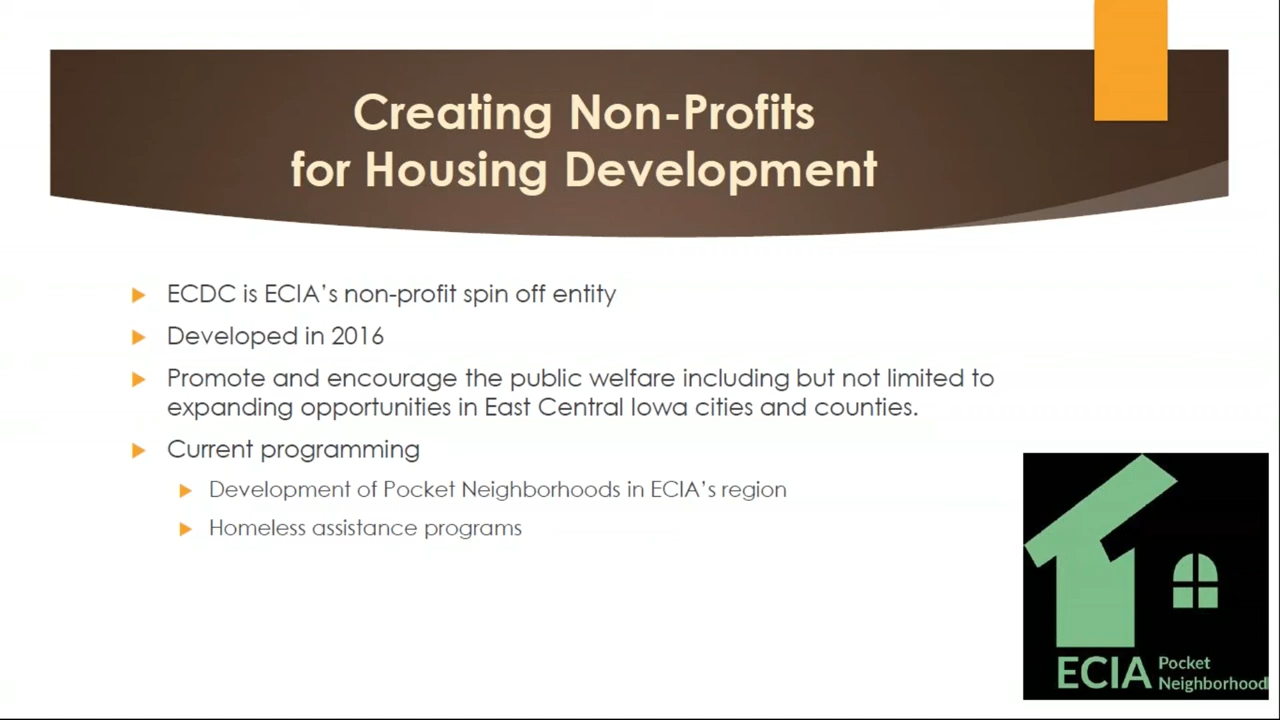 Creating Non-Profits
for Housing Development
ECDC is ECIA’s non-profit spin off entity
Developed in 2016
Promote and encourage the public welfare including but not limited to
expanding opportunities in East Central Iowa cities and counties.
Current programming
Development of Pocket Neighborhoods in ECIA’s region
Homeless assistance programs
ECIA Pocket
Neighborhood